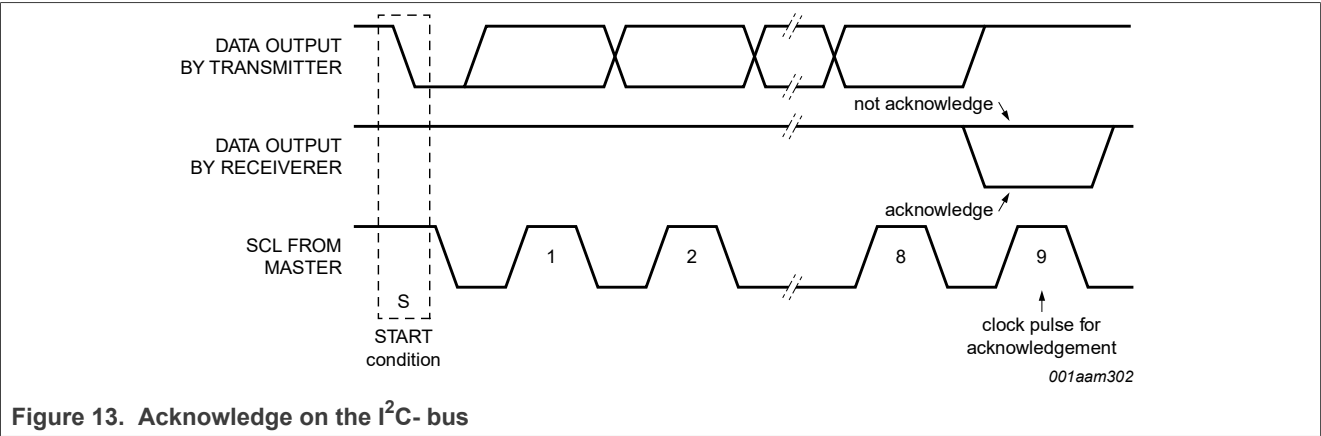 DATA OUTPUT
BY TRANSMITTER
not acknowledge
DATA OUTPUT
BY RECEIVERER
acknowledge
SCL FROM
MASTER
1
2
8
9
S
START
condition
clock pulse for
acknowledgement
001aam302
Figure 13. Acknowledge on the I²C- bus